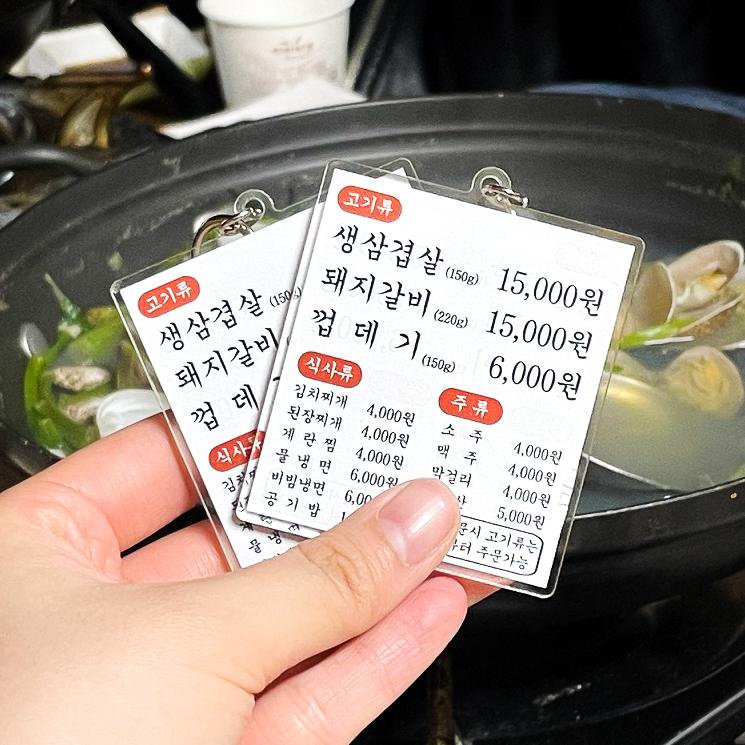 고기류
생삼겹살 (150g) 15,000원
돼지갈비 (220g) 15,000원
껍데기 (150g) 6,000원
식사류
김치찌개 4,000원
된장찌개 4,000원
계란찜 4,000원
물냉면 6,000원
비빔냉면
공기밥
주류
소주 4,000원
맥주 4,000원
막걸리 4,000원
5,000원
고기류는
주문가능
고기류
생삼겹살 (150g)
돼지갈비
껍데
식사류
물냉